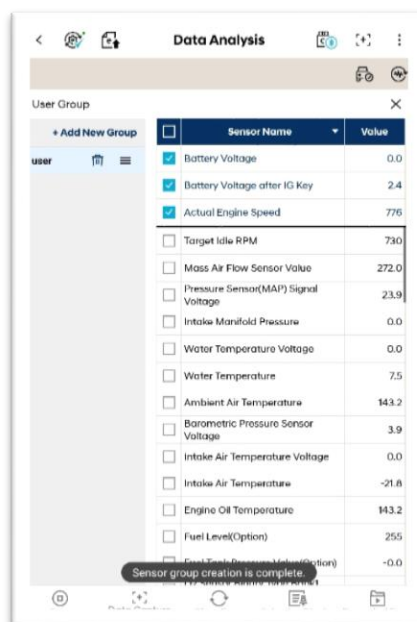 Data Analysis
User Group
+ Add New Group
Sensor Name
Value
user
Battery Voltage
0.0
Battery Voltage after IG Key
2.4
Actual Engine Speed
776
Target Idle RPM
730
Mass Air Flow Sensor Value
272.0
Pressure Sensor(MAP) Signal
Voltage
23.9
Intake Manifold Pressure
0.0
Water Temperature Voltage
0.0
Water Temperature
7.5
Ambient Air Temperature
143.2
Barometric Pressure Sensor
Voltage
3.9
Intake Air Temperature Voltage
0.0
Intake Air Temperature
-21.8
Engine Oil Temperature
143.2
Fuel Level(Option)
255
Fuel Tank Pressure Value(Option)
-0.0
Sensor group creation is complete.